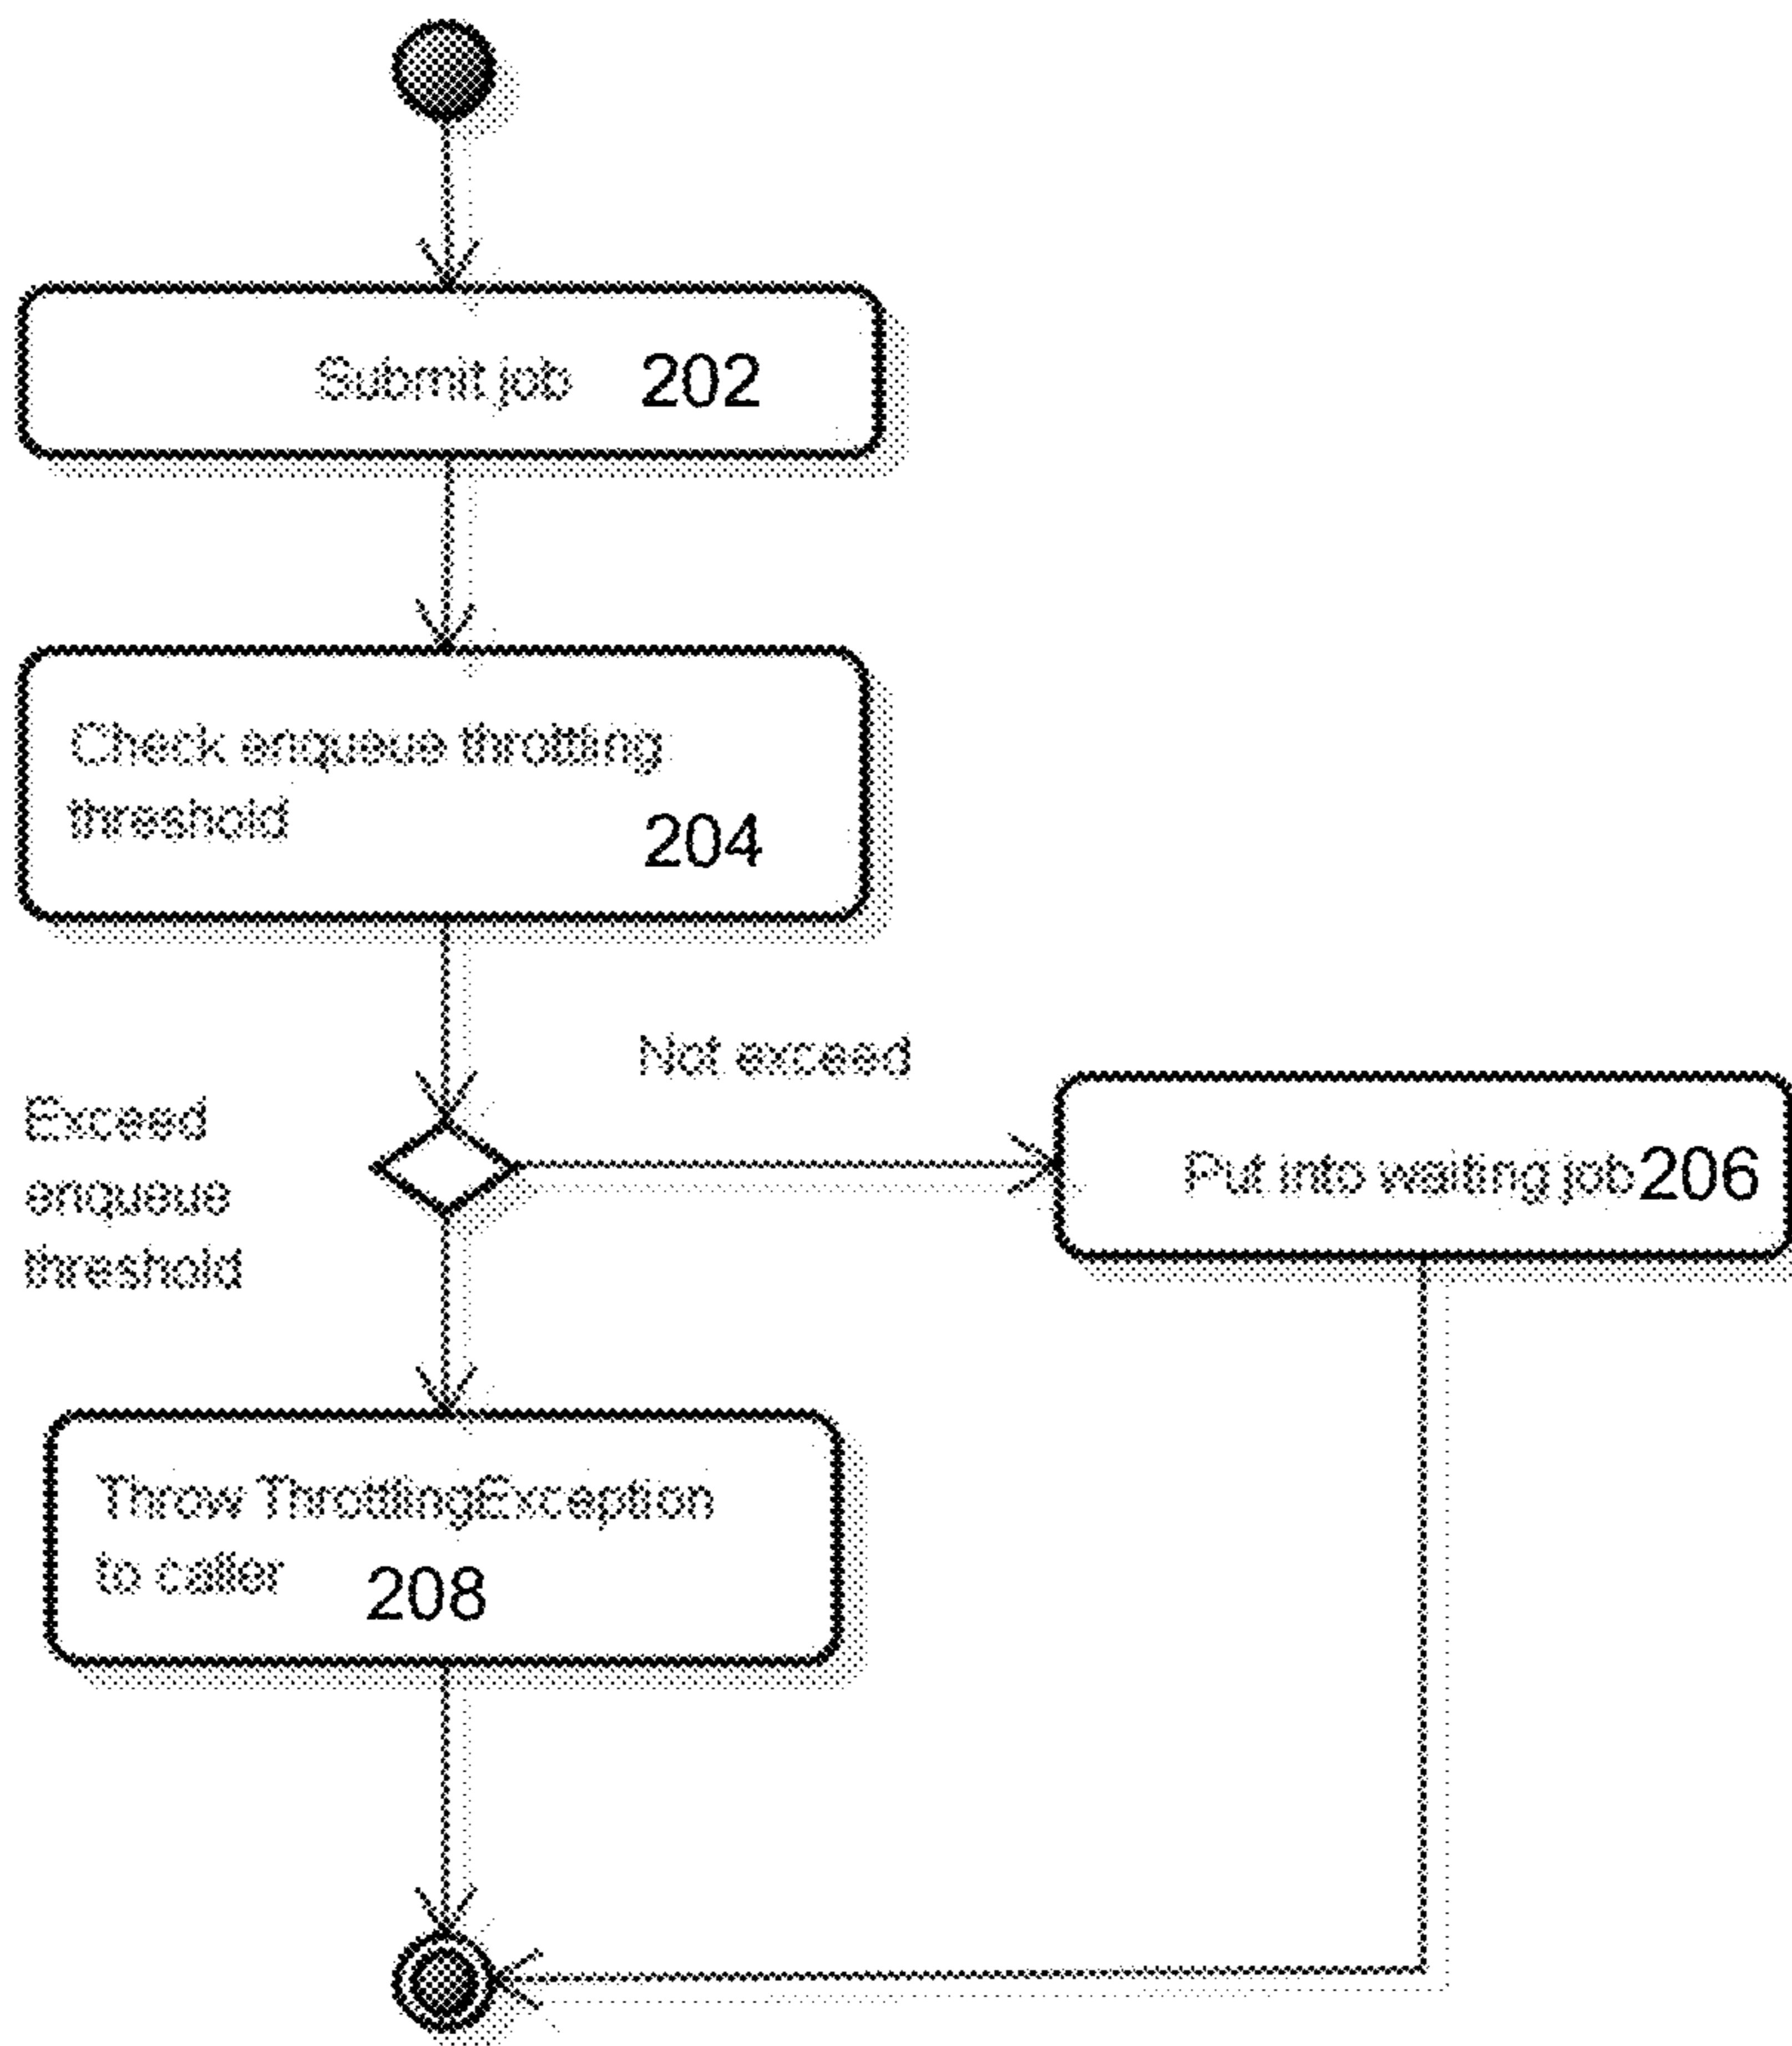 Submit job 202
Check enqueue throttling
threshold
204
Not exceed
Exceed
enqueue
threshold
Put into waiting job 206
Throw ThrottlingException
to caller 208